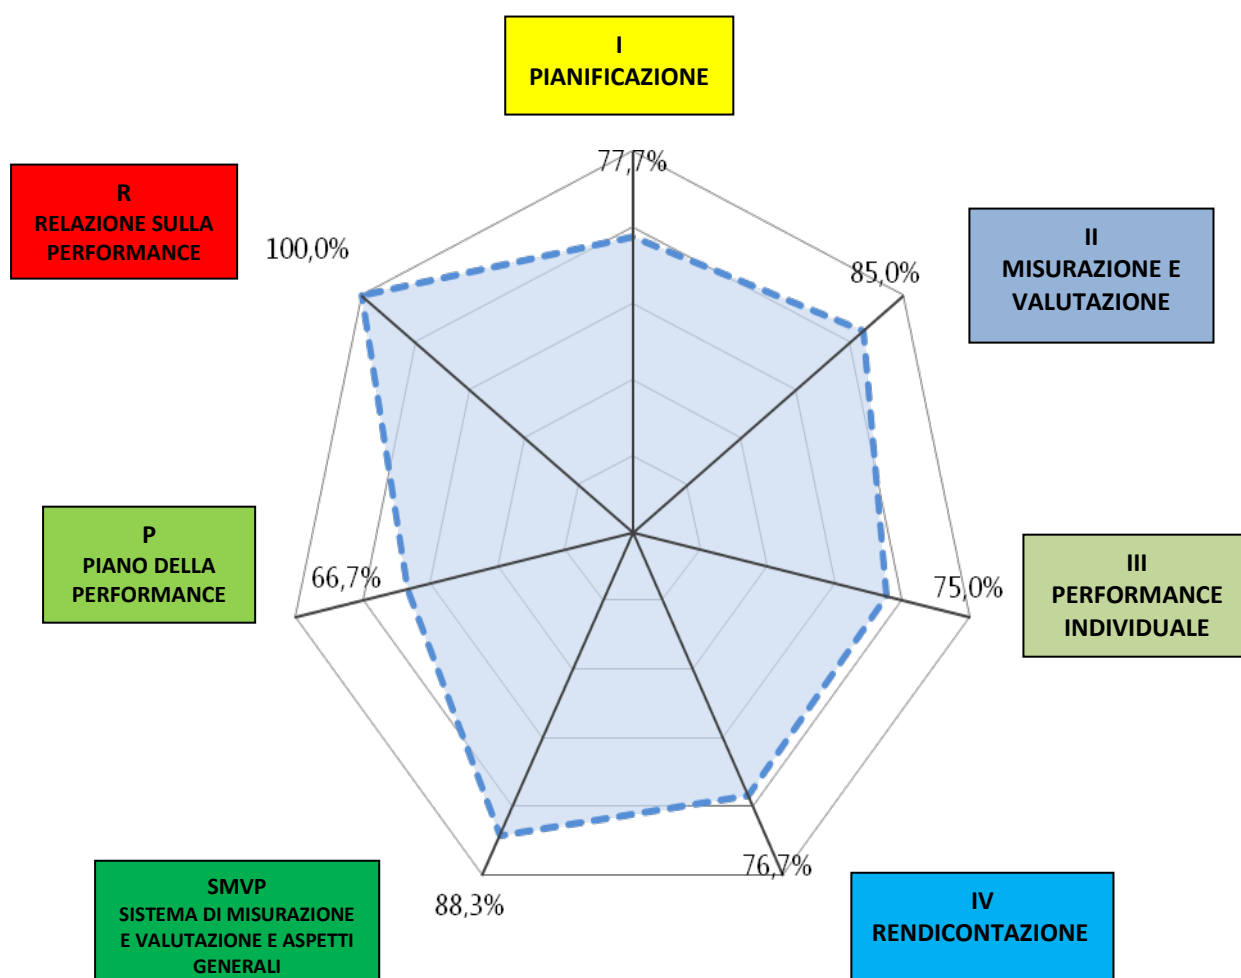 I
PIANIFICAZIONE
77,7%
R
RELAZIONE SULLA
PERFORMANCE
100,0%
85,0%
II
MISURAZIONE E
VALUTAZIONE
P
PIANO DELLA
PERFORMANCE
66,7%
75,0%
III
PERFORMANCE
INDIVIDUALE
SMVP
SISTEMA DI MISURAZIONE
E VALUTAZIONE E ASPETTI
GENERALI
88,3%
76,7%
IV
RENDICONTAZIONE